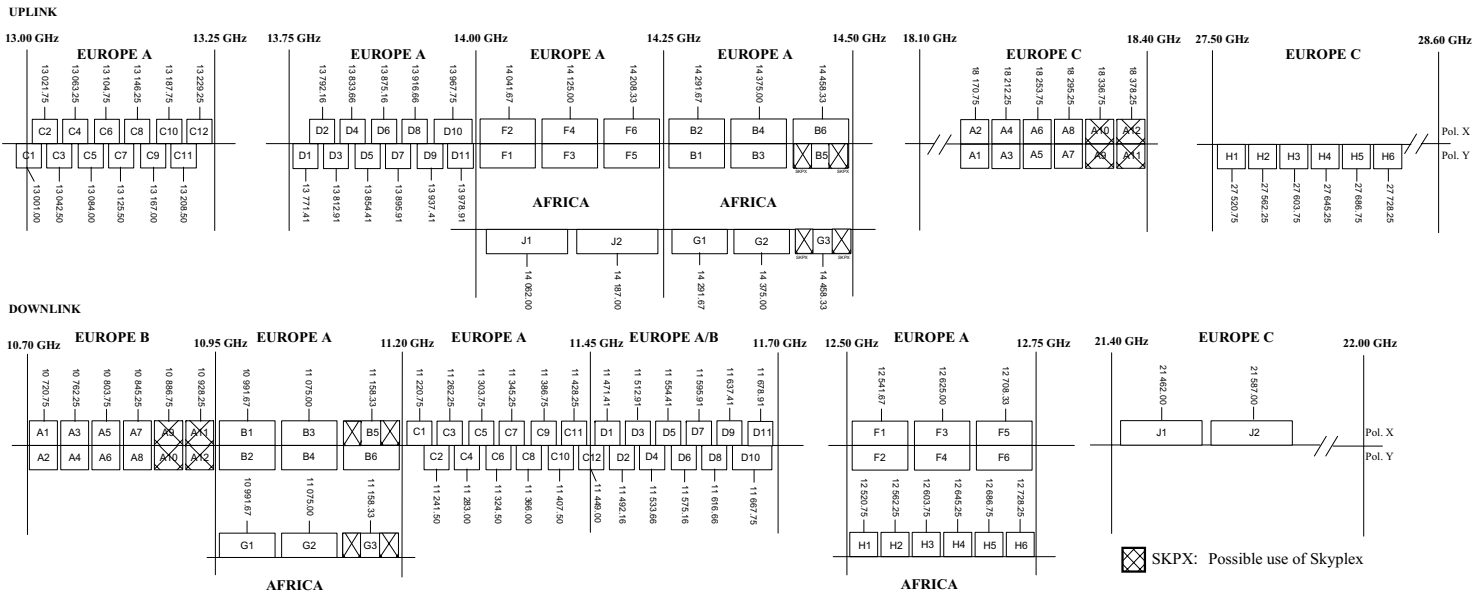 UPLINK
13.00 GHz 13.25 GHz 13.75 GHz 14.00 GHz 14.25 GHz 14.50 GHz 18.10 GHz 18.40 GHz 27.50 GHz 28.60 GHz
EUROPE A EUROPE A EUROPE A EUROPE A EUROPE C EUROPE C
13 021.75 13 063.25 13 104.75 13 146.25 13 187.75 13 229.25 13 792.16 13 833.66 13 875.16 13 916.66 13 967.75 14 041.67 14 125.00 14 208.33 14 291.67 14 375.00 14 458.33 18 170.75 18 212.25 18 253.75 18 295.25 18 336.75 18 378.25
C2 C4 C6 C8 C10 C12 D2 D4 D6 D8 D10 F2 F4 F6 B2 B4 B6 A2 A4 A6 A8 A10 A12 Pol. X
C1 C3 C5 C7 C9 C11 D1 D3 D5 D7 D9 D11 F1 F3 F5 B1 B3 B5 A1 A3 A5 A7 A9 A11 H1 H2 H3 H4 H5 H6 Pol. Y
SKPX SKPX
13 001.00 13 042.50 13 084.00 13 125.50 13 167.00 13 208.50 13 771.41 13 812.91 13 854.41 13 895.91 13 937.41 13 978.91 27 520.75 27 562.25 27 603.75 27 645.25 27 686.75 27 728.25
AFRICA AFRICA
J1 J2 G1 G2 G3
SKPX SKPX
14 062.00 14 187.00 14 291.67 14 375.00 14 458.33
DOWNLINK
10.70 GHz 10.95 GHz 11.20 GHz 11.45 GHz 11.70 GHz 12.50 GHz 12.75 GHz 21.40 GHz 22.00 GHz
EUROPE B EUROPE A EUROPE A EUROPE A/B EUROPE A EUROPE C
10 720.75 10 762.25 10 803.75 10 845.25 10 886.75 10 928.25 10 991.67 11 075.00 11 158.33 11 220.75 11 262.25 11 303.75 11 345.25 11 386.75 11 428.25 11 471.41 11 512.91 11 554.41 11 595.91 11 637.41 11 678.91 12 541.67 12 625.00 12 708.33 21 462.00 21 587.00
A1 A3 A5 A7 A9 A11 B1 B3 B5 C1 C3 C5 C7 C9 C11 D1 D3 D5 D7 D9 D11 F1 F3 F5 J1 J2 Pol. X
A2 A4 A6 A8 A10 A12 B2 B4 B6 C2 C4 C6 C8 C10 C12 D2 D4 D6 D8 D10 F2 F4 F6 Pol. Y
10 991.67 11 075.00 11 158.33 11 241.50 11 283.00 11 324.50 11 366.00 11 407.50 11 449.00 11 492.16 11 533.66 11 575.16 11 616.66 11 667.75 12 520.75 12 562.25 12 603.75 12 645.25 12 686.75 12 728.25
G1 G2 G3 H1 H2 H3 H4 H5 H6
SKPX: Possible use of Skyplex
AFRICA AFRICA